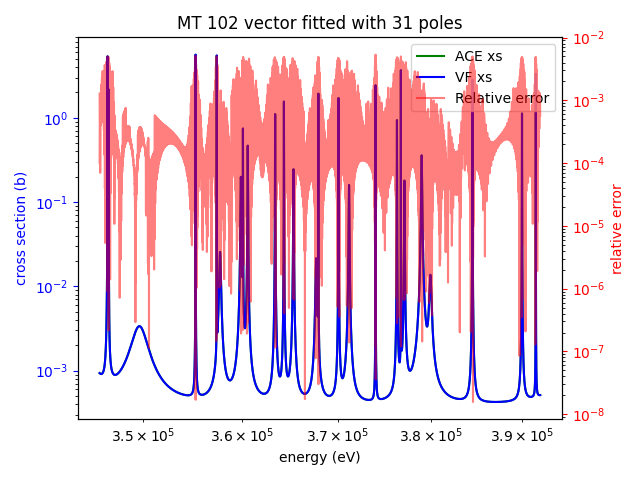 MT 102 vector fitted with 31 poles
ACE xs
VF xs
Relative error
cross section (b)
10⁰
10⁻¹
10⁻²
10⁻³
10⁻²
10⁻³
10⁻⁴
10⁻⁵
10⁻⁶
10⁻⁷
10⁻⁸
relative error
3.5 × 10⁵ 3.6 × 10⁵ 3.7 × 10⁵ 3.8 × 10⁵ 3.9 × 10⁵
energy (eV)